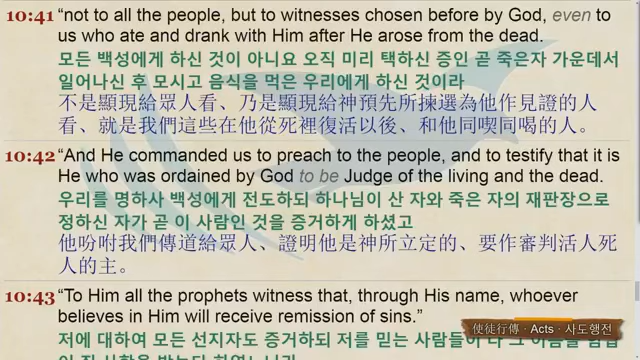 10:41 “not to all the people, but to witnesses chosen before by God, even to
us who ate and drank with Him after He arose from the dead.
모든 백성에게 하신 것이 아니요 오직 미리 택하신 증인 곧 죽은자 가운데서
일어나신 후 모시고 음식을 먹은 우리에게 하신 것이라
不是顯現給眾人看、乃是顯現給神預先所揀選為他作見證的人
看、就是我們這些在他從死裡復活以後、和他同喫同喝的人。
10:42 “And He commanded us to preach to the people, and to testify that it is
He who was ordained by God to be Judge of the living and the dead.
우리를 명하사 백성에게 전도하되 하나님이 산 자와 죽은 자의 재판장으로
정하신 자가 곧 이 사람인 것을 증거하게 하셨고
他吩咐我們傳道給眾人、證明他是神所立定的、要作審判活人死
人的主。
10:43 “To Him all the prophets witness that, through His name, whoever
believes in Him will receive remission of sins.”
使徒行傳 · Acts · 사도행전
저에 대하여 모든 선지자도 증거하되 저를 믿는 사람들이 다 그 이름을